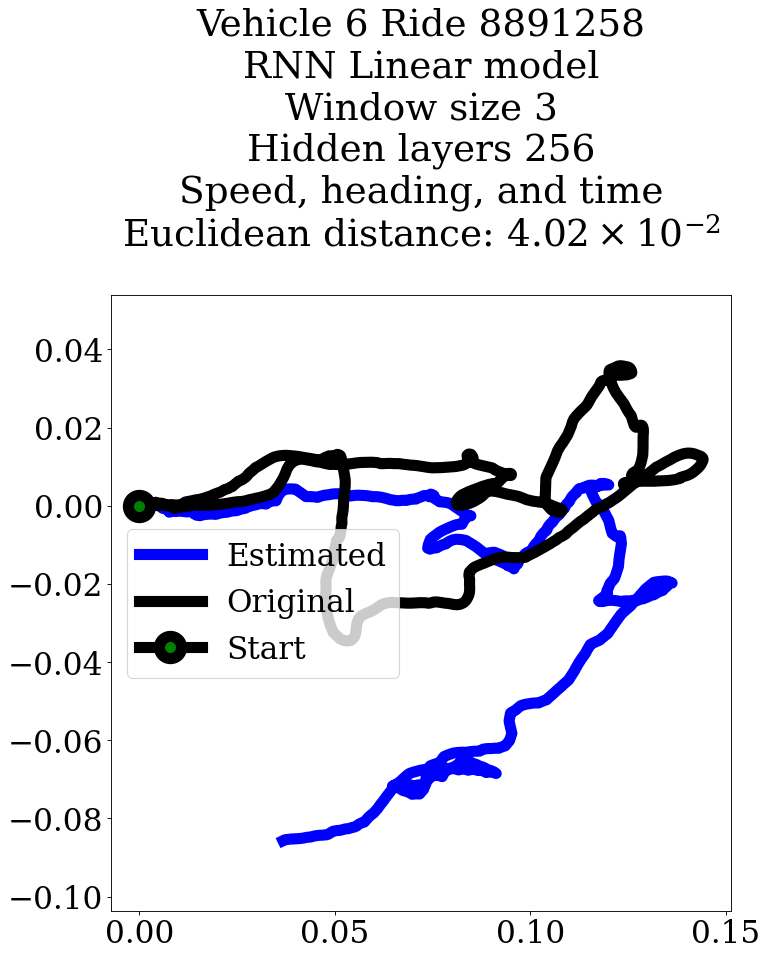 Vehicle 6 Ride 8891258
RNN Linear model
Window size 3
Hidden layers 256
Speed, heading, and time
Euclidean distance: 4.02 × 10⁻²
0.04
0.02
0.00
−0.02
−0.04
−0.06
−0.08
−0.10
Estimated
Original
Start
0.00 0.05 0.10 0.15